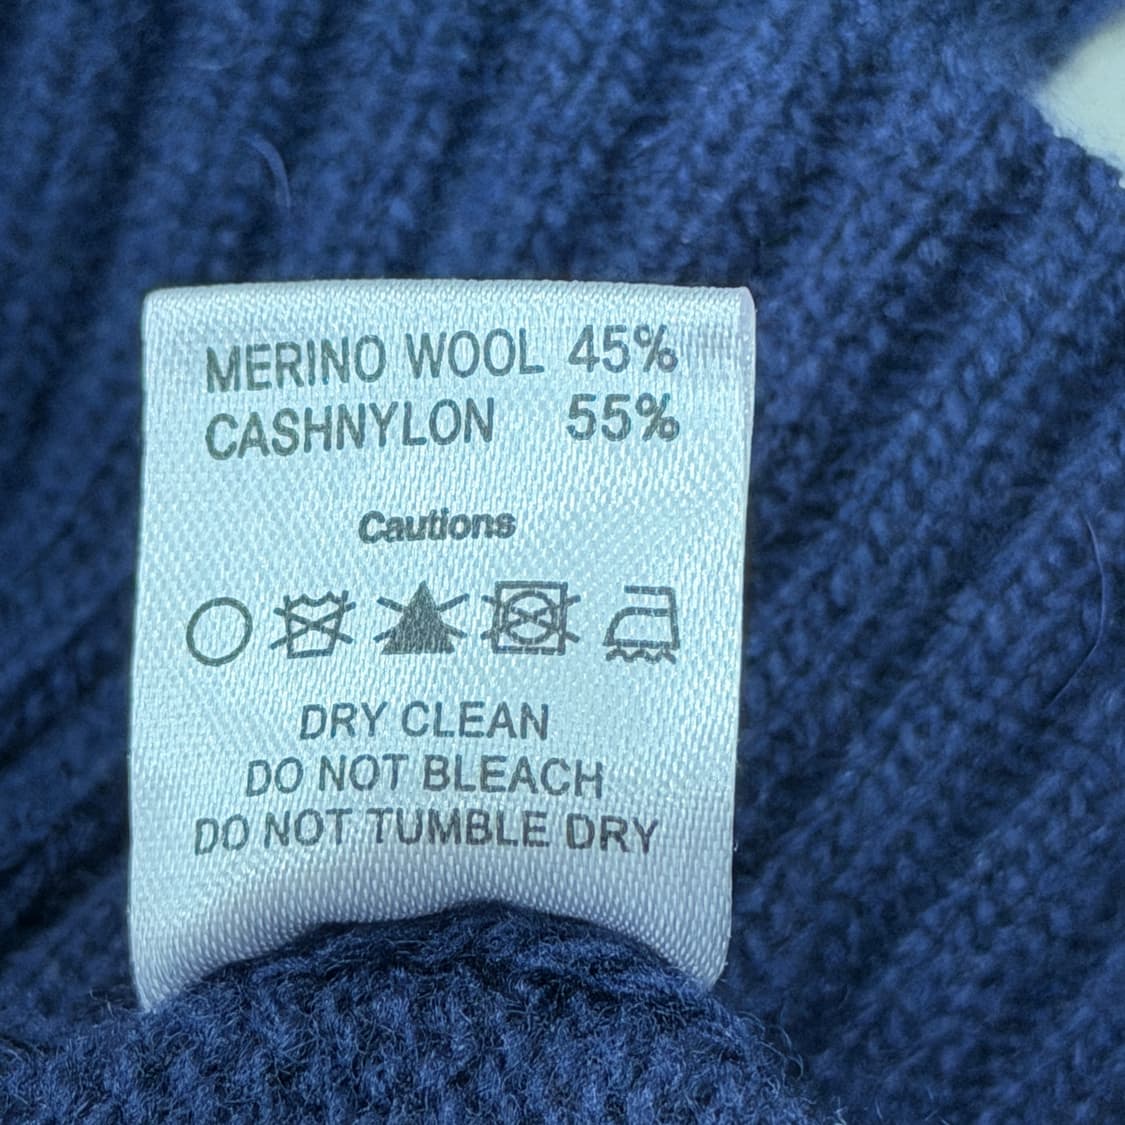 MERINO WOOL 45%
CASHNYLON 55%
Cautions
DRY CLEAN
DO NOT BLEACH
DO NOT TUMBLE DRY